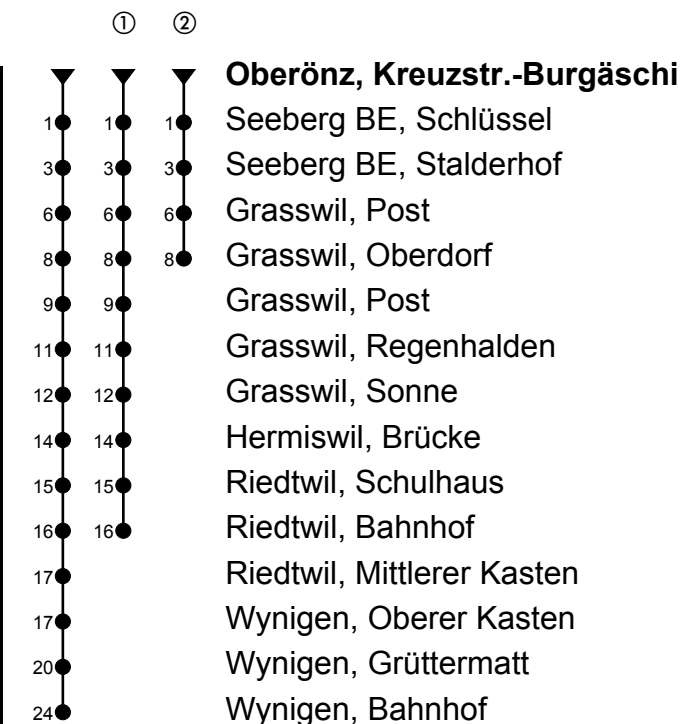 ① ②
Oberönz, Kreuzstr.-Burgäschi
1 1 1 Seeberg BE, Schlüssel
3 3 3 Seeberg BE, Stalderhof
6 6 6 Grasswil, Post
8 8 8 Grasswil, Oberdorf
9 9 Grasswil, Post
11 11 Grasswil, Regenhalden
12 12 Grasswil, Sonne
14 14 Hermiswil, Brücke
15 15 Riedtwil, Schulhaus
16 16 Riedtwil, Bahnhof
17 Riedtwil, Mittlerer Kasten
17 Wynigen, Oberer Kasten
20 Wynigen, Grüttermatt
24 Wynigen, Bahnhof